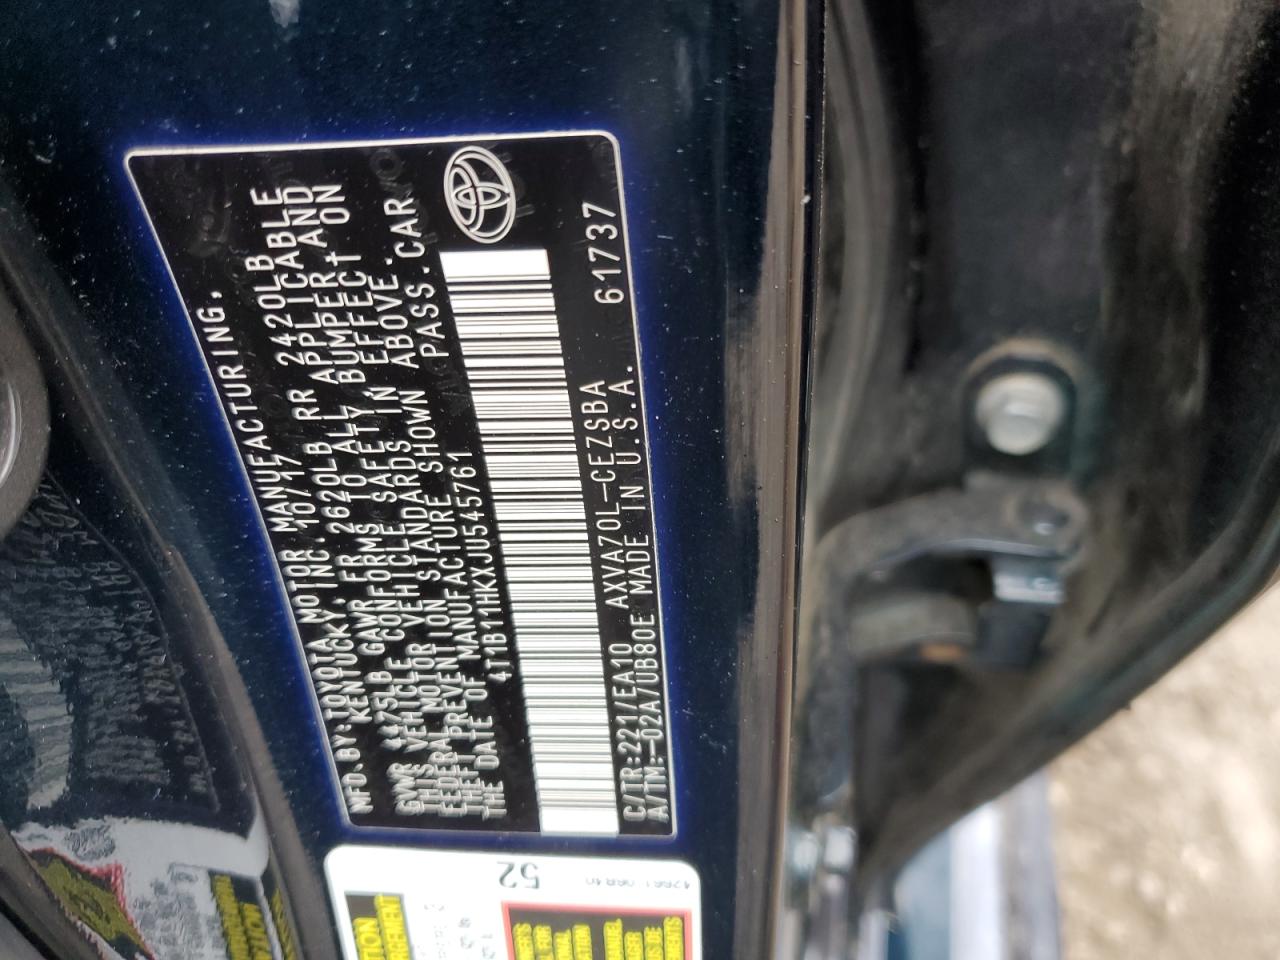 MFD.BY:TOYOTA MOTOR MANUFACTURING,
KENTUCKY, INC. 10/17
GVWR 4475LB GAWR FR 2620LB RR 2420LB
THIS VEHICLE CONFORMS TO ALL APPLICABLE
FEDERAL MOTOR VEHICLE SAFETY, BUMPER, AND
THEFT PREVENTION STANDARDS IN EFFECT ON
THE DATE OF MANUFACTURE SHOWN ABOVE.
4T1B11HKXJU545761 PASS.CAR
C/TR:221/EA10 AXVA70L-CEZSBA 61737
A/TM:-02A/UB80E MADE IN U.S.A.
52